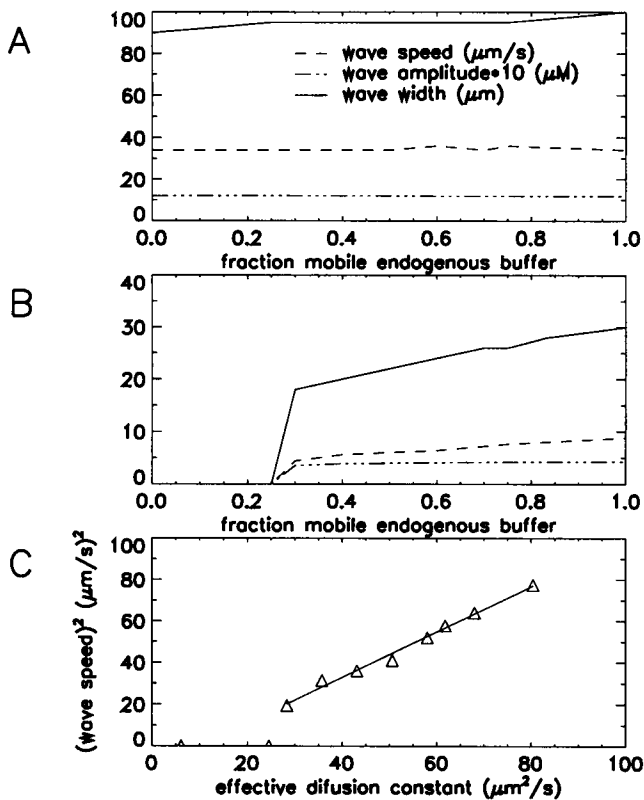 A
100
80
60
40
20
0
wave speed (μm/s)
wave amplitude*10 (μM)
wave width (μm)
0.0 0.2 0.4 0.6 0.8 1.0
fraction mobile endogenous buffer
B
40
30
20
10
0
0.0 0.2 0.4 0.6 0.8 1.0
fraction mobile endogenous buffer
C
(wave speed)² (μm/s)²
100
80
60
40
20
0
0 20 40 60 80 100
effective difusion constant (μm²/s)